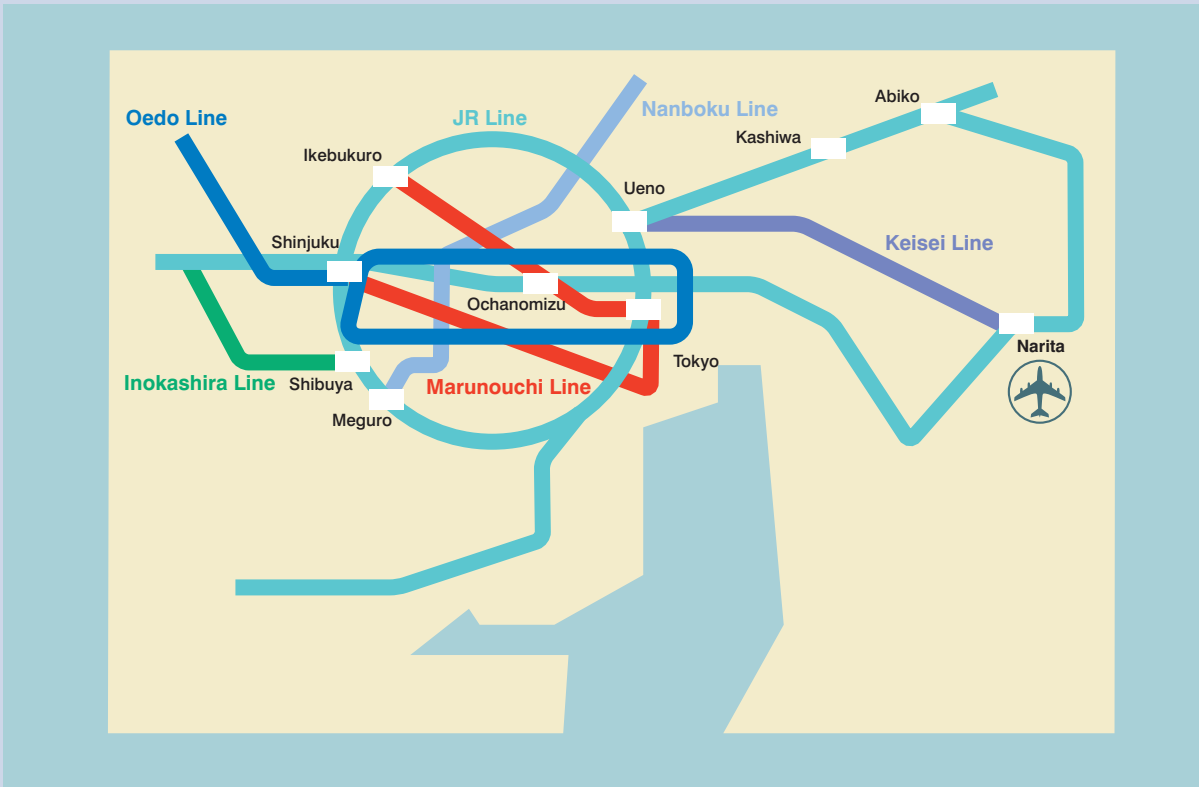 Abiko
Nanboku Line
Oedo Line
JR Line
Kashiwa
Ikebukuro
Ueno
Shinjuku
Keisei Line
Ochanomizu
Narita
Tokyo
Inokashira Line
Shibuya
Marunouchi Line
Meguro